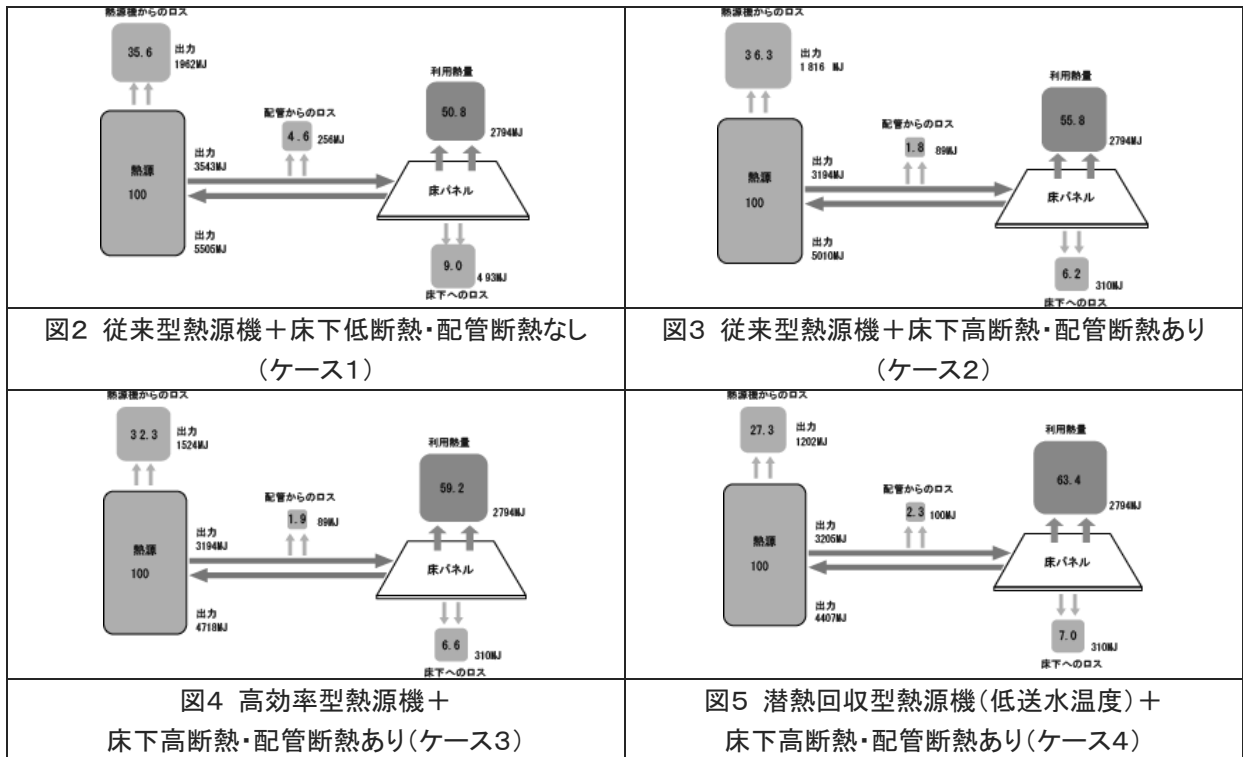 熱源機からのロス
35.6
出力
1962MJ
利用熱量
50.8
2794MJ
配管からのロス
4.6
256MJ
出力
3543MJ
熱源
100
床パネル
出力
5505MJ
9.0
493MJ
床下へのロス
図2 従来型熱源機＋床下低断熱・配管断熱なし
（ケース1）
熱源機からのロス
36.3
出力
1816 MJ
利用熱量
55.8
2794MJ
配管からのロス
1.8
89MJ
出力
3194MJ
熱源
100
床パネル
出力
5010MJ
6.2
310MJ
床下へのロス
図3 従来型熱源機＋床下高断熱・配管断熱あり
（ケース2）
熱源機からのロス
32.3
出力
1524MJ
利用熱量
59.2
2794MJ
配管からのロス
1.9
89MJ
出力
3194MJ
熱源
100
床パネル
出力
4718MJ
6.6
310MJ
床下へのロス
図4 高効率型熱源機＋
床下高断熱・配管断熱あり（ケース3）
熱源機からのロス
27.3
出力
1202MJ
利用熱量
63.4
2794MJ
配管からのロス
2.3
100MJ
出力
3205MJ
熱源
100
床パネル
出力
4407MJ
7.0
310MJ
床下へのロス
図5 潜熱回収型熱源機（低送水温度）＋
床下高断熱・配管断熱あり（ケース4）